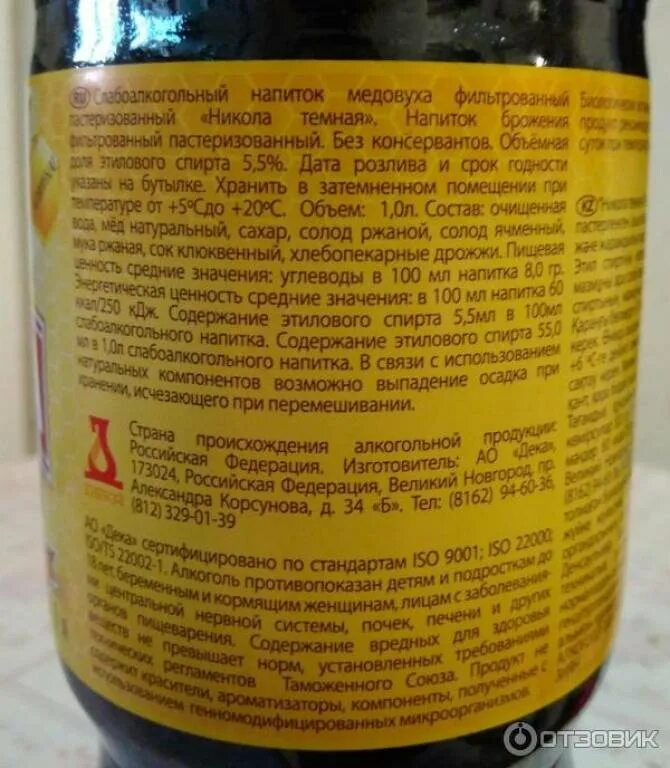 RU Слабоалкогольный напиток медовуха фильтрованный
пастеризованный «Никола темная». Напиток брожения
фильтрованный пастеризованный. Без консервантов. Объёмная
доля этилового спирта 5,5%. Дата розлива и срок годности
указаны на бутылке. Хранить в затемненном помещении при
температуре от +5°Сдо +20°С. Объем: 1,0л. Состав: очищенная
вода, мёд натуральный, сахар, солод ржаной, солод ячменный,
мука ржаная, сок клюквенный, хлебопекарные дрожжи. Пищевая
ценность средние значения: углеводы в 100 мл напитка 8,0 гр.
Энергетическая ценность средние значения: в 100 мл напитка 60
ккал/250 кДж. Содержание этилового спирта 5,5мл в 100мл
слабоалкогольного напитка. Содержание этилового спирта 55,0
мл в 1,0л слабоалкогольного напитка. В связи с использованием
натуральных компонентов возможно выпадение осадка при
хранении, исчезающего при перемешивании.
Страна происхождения алкогольной продукции:
Российская Федерация. Изготовитель: АО «Дека»,
173024, Российская Федерация, Великий Новгород, пр.
Александра Корсунова, д. 34 «Б». Тел: (8162) 94-60-36,
(812) 329-01-39
АО «Дека» сертифицировано по стандартам ISO 9001; ISO 22000;
ISO/TS 22002-1. Алкоголь противопоказан детям и подросткам до
18 лет, беременным и кормящим женщинам, лицам с заболевания-
ми центральной нервной системы, почек, печени и других
органов пищеварения. Содержание вредных для здоровья
веществ не превышает норм, установленных требованиями
технических регламентов Таможенного Союза. Продукт не
содержит красители, ароматизаторы, компоненты, полученные с
использованием генномодифицированных микроорганизмов.
KZ
ОТЗОВИК